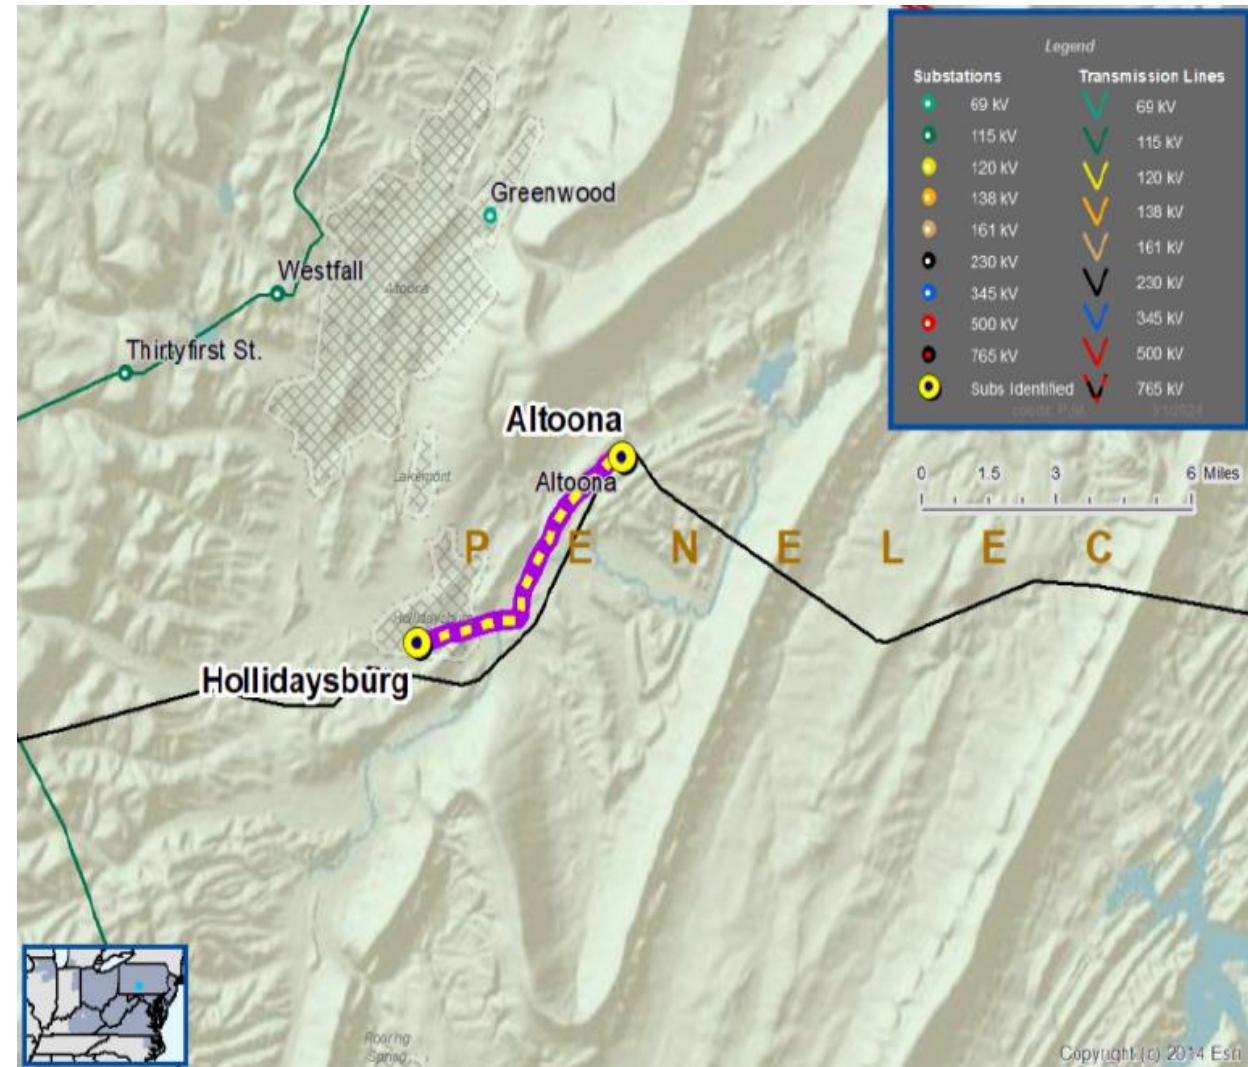 Legend
Substations
Transmission Lines
69 kV
115 kV
120 kV
138 kV
161 kV
230 kV
345 kV
500 kV
765 kV
Subs Identified
69 kV
115 kV
120 kV
138 kV
161 kV
230 kV
345 kV
500 kV
765 kV
0 1.5 3 6 Miles
Greenwood
Westfall
Altoona
Thirtyfirst St.
Altoona
Lakemont
Altoona
P E N E L E C
Hollidaysburg
Hollidaysburg
Roaring
Spring
Copyright (c) 2014 Esri